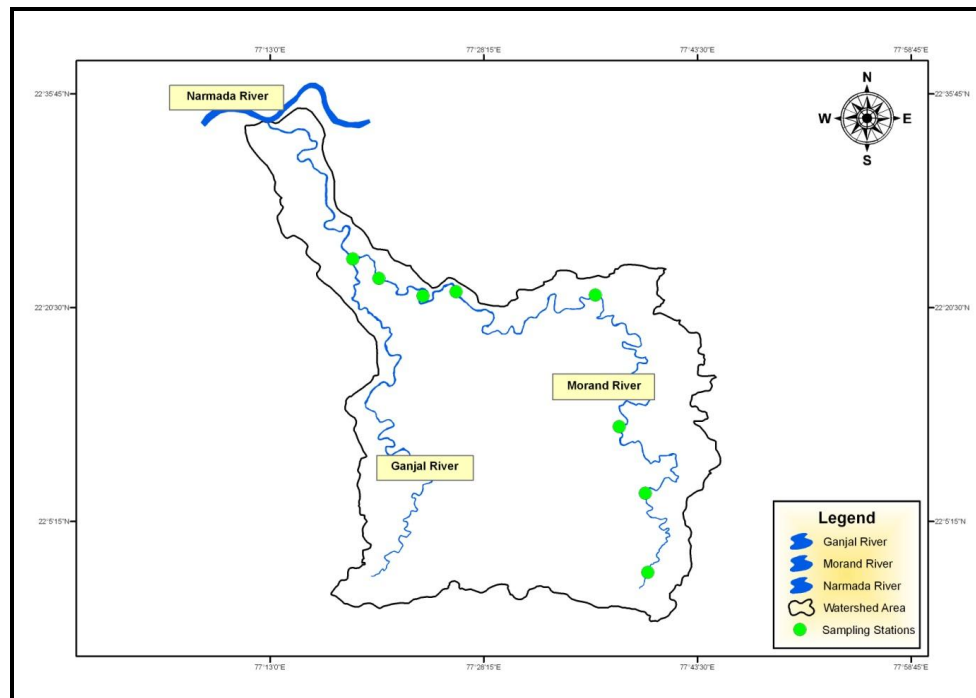 77°13'0"E 77°28'15"E 77°43'30"E 77°58'45"E
22°35'45"N 22°35'45"N
Narmada River
N
W E
S
22°20'30"N 22°20'30"N
Morand River
Ganjal River
22°5'15"N 22°5'15"N
Legend
Ganjal River
Morand River
Narmada River
Watershed Area
Sampling Stations
77°13'0"E 77°28'15"E 77°43'30"E 77°58'45"E